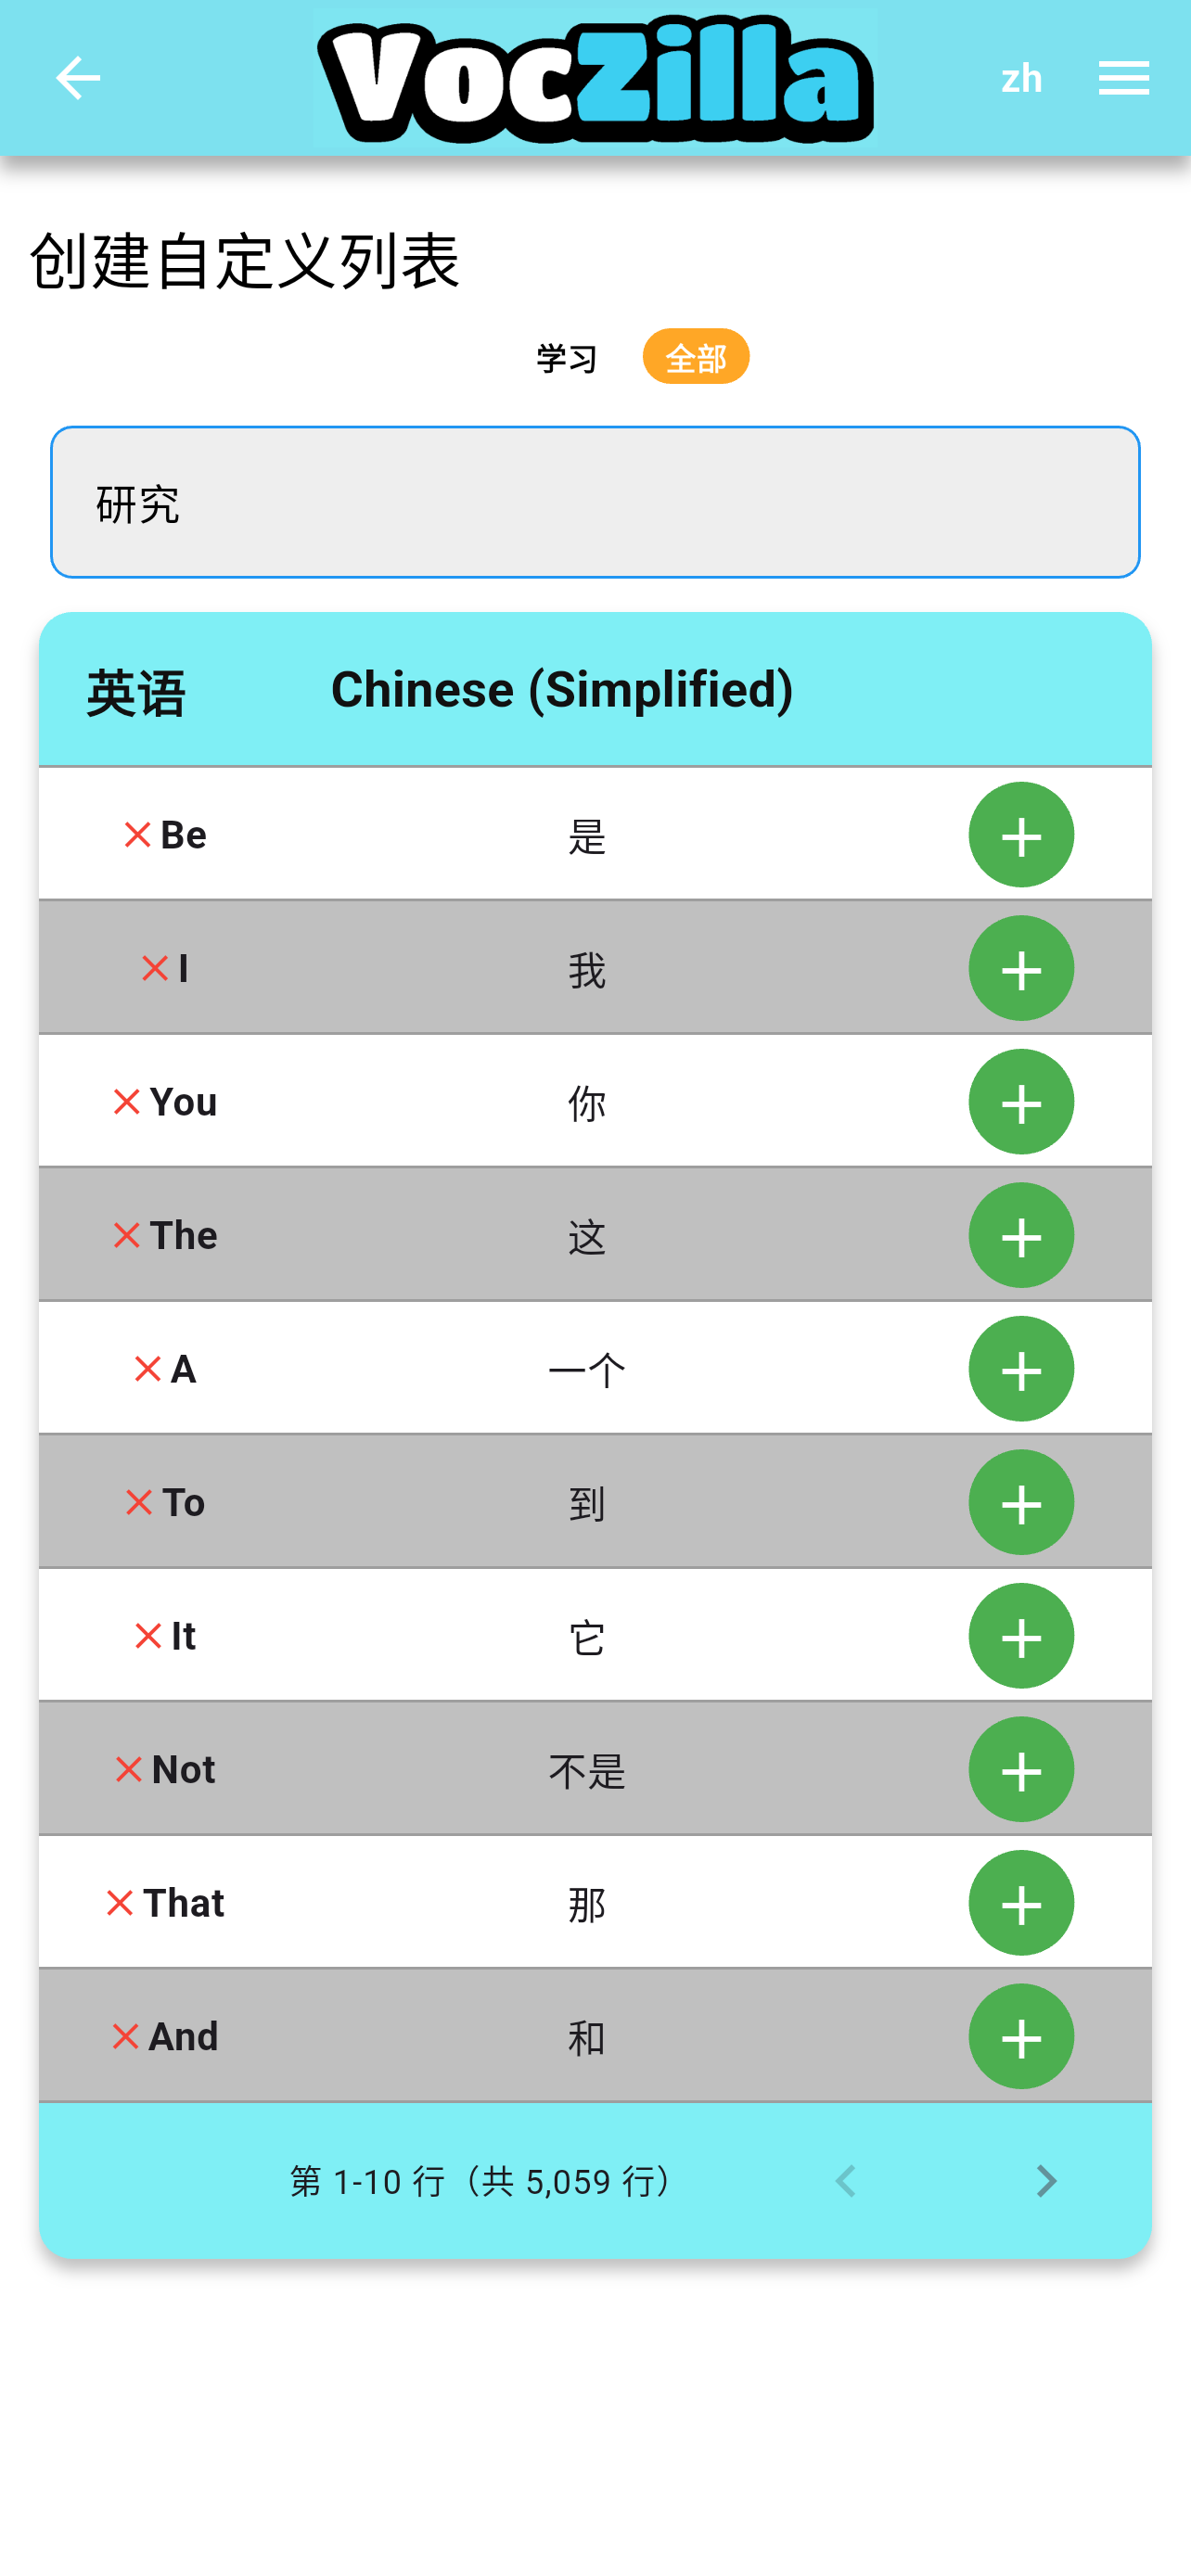 VocZilla
zh
创建自定义列表
学习 全部
研究
英语 Chinese (Simplified)
Be 是
I 我
You 你
The 这
A 一个
To 到
It 它
Not 不是
That 那
And 和
第 1-10 行（共 5,059 行）